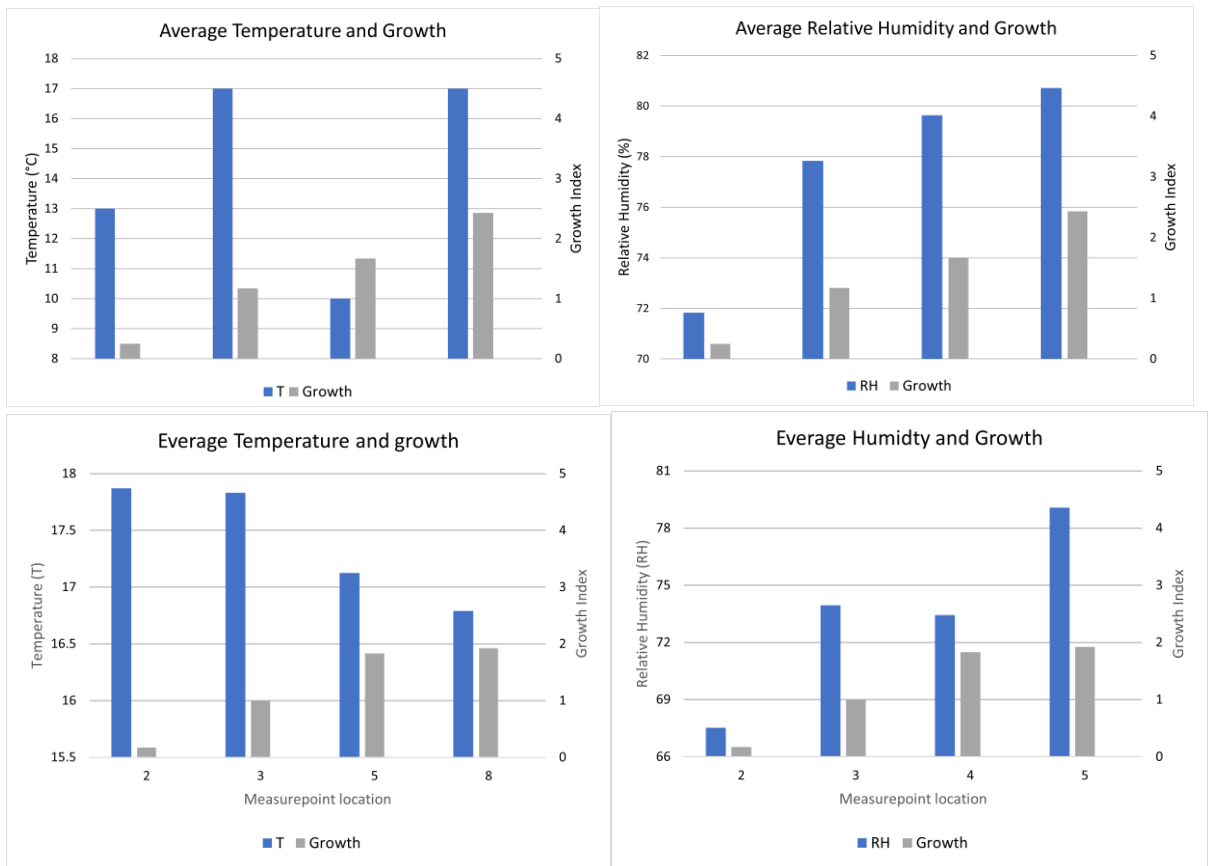 Average Temperature and Growth
18
17
16
15
14
13
12
11
10
9
8
Temperature (°C)
5
4
3
2
1
0
Growth Index
T Growth
Average Relative Humidity and Growth
82
80
78
76
74
72
70
Relative Humidity (%)
5
4
3
2
1
0
Growth Index
RH Growth
Everage Temperature and growth
18
17.5
17
16.5
16
15.5
Temperature (T)
5
4
3
2
1
0
Growth Index
2 3 5 8
Measurepoint location
T Growth
Everage Humidty and Growth
81
78
75
72
69
66
Relative Humidity (RH)
5
4
3
2
1
0
Growth Index
2 3 4 5
Measurepoint location
RH Growth